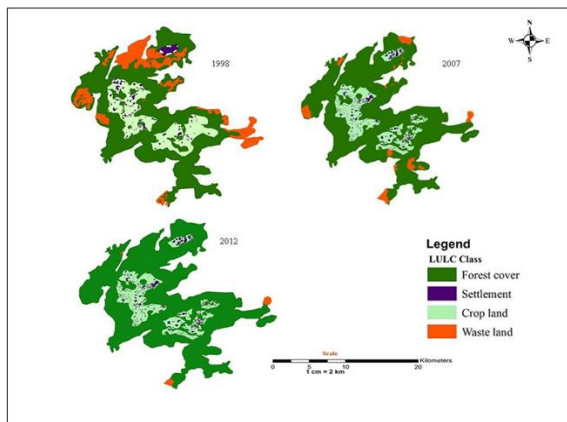 N
W E
S
1998
2007
2012
Legend
LULC Class
Forest cover
Settlement
Crop land
Waste land
Scale
Kilometers
0 5 10 20
1 cm = 2 km